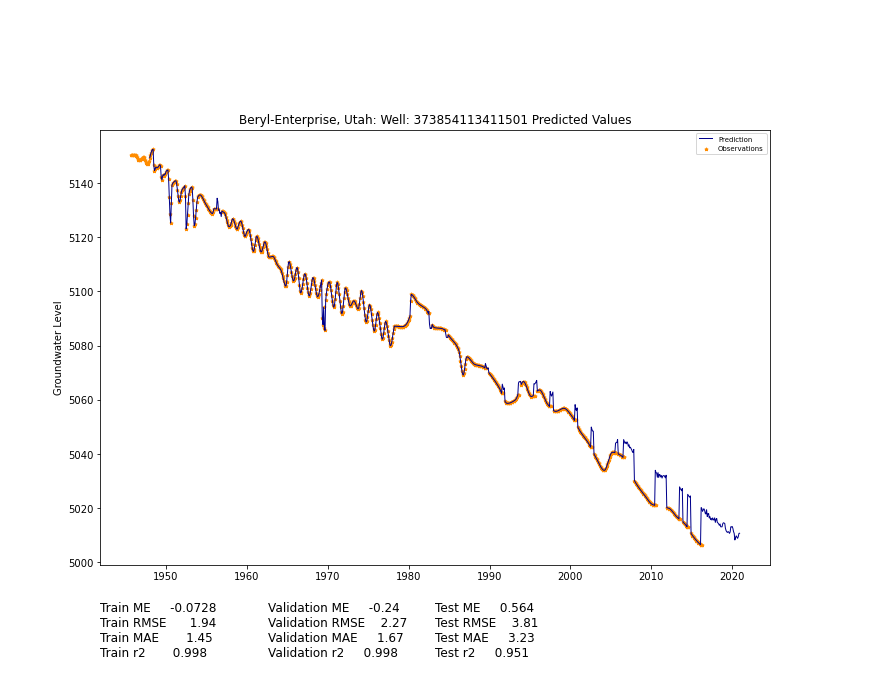 Beryl-Enterprise, Utah: Well: 373854113411501 Predicted Values
Prediction
Observations
Groundwater Level
5140
5120
5100
5080
5060
5040
5020
5000
1950 1960 1970 1980 1990 2000 2010 2020
Train ME -0.0728 Validation ME -0.24 Test ME 0.564
Train RMSE 1.94 Validation RMSE 2.27 Test RMSE 3.81
Train MAE 1.45 Validation MAE 1.67 Test MAE 3.23
Train r2 0.998 Validation r2 0.998 Test r2 0.951